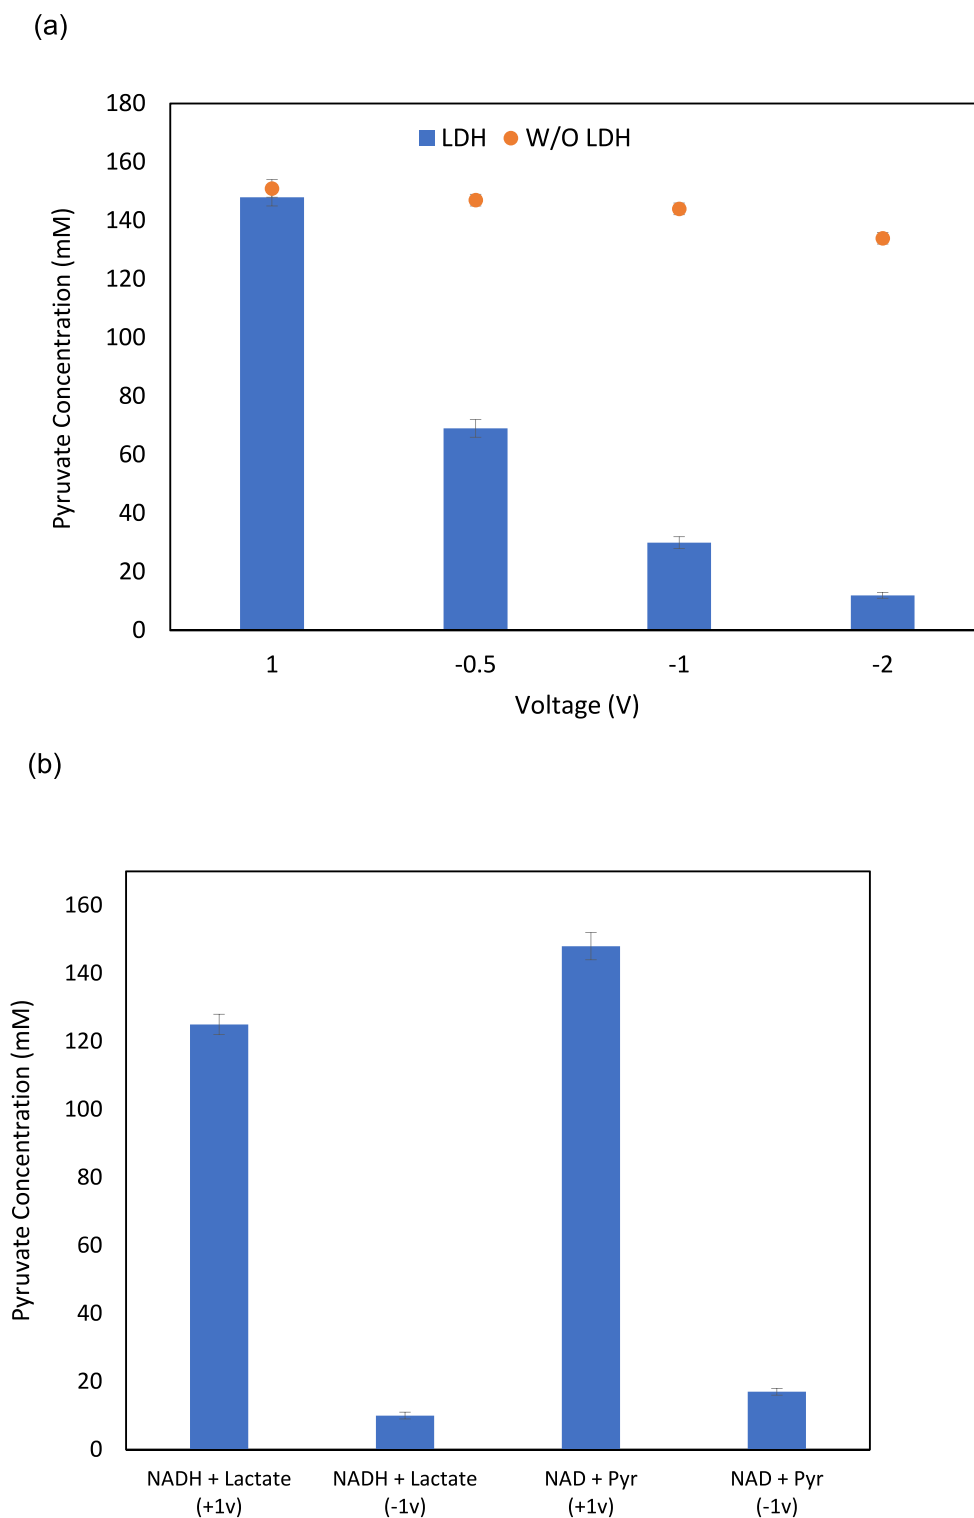 (a)
180
160
140
120
100
80
60
40
20
0
Pyruvate Concentration (mM)
LDH W/O LDH
1 -0.5 -1 -2
Voltage (V)
(b)
160
140
120
100
80
60
40
20
0
Pyruvate Concentration (mM)
NADH + Lactate NADH + Lactate NAD + Pyr NAD + Pyr
(+1v) (-1v) (+1v) (-1v)